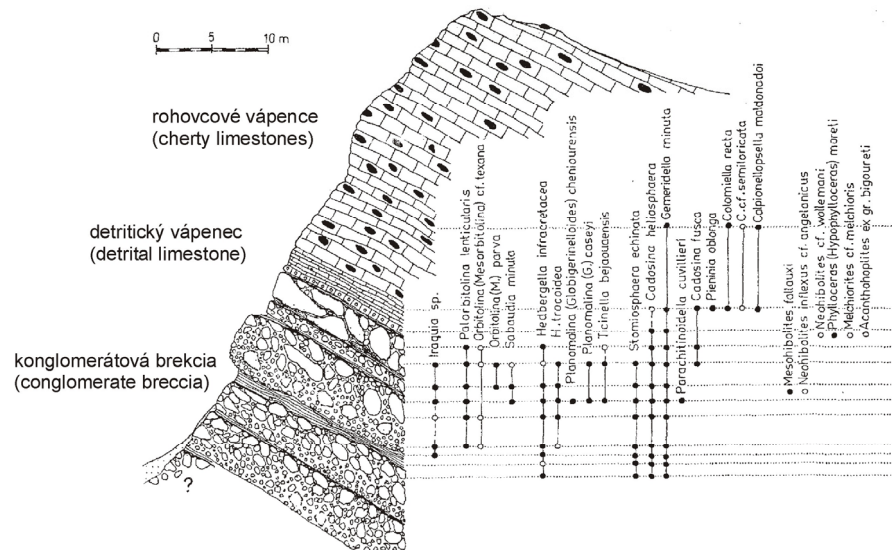 0 5 10 m
rohovcové vápence
(cherty limestones)
detritický vápenec
(detrital limestone)
konglomerátová brekcia
(conglomerate breccia)
?
Iraquia sp.
Palorbitolina lenticularis
Orbitolina (Mesorbitolina) cf. texana
Orbitolina (M.) parva
Sabaudia minuta
Hedbergella infracretacea
H. trocoidea
Planomalina (Globigerinelloides) cheniourensis
Planomalina (G.) caseyi
Ticinella bejaouaensis
Stomiosphaera echinata
Cadosina heliosphaera
Gemeridella minuta
Parachitinoidella cuvillieri
Cadosina fusca
Pieninia oblonga
Colomiella recta
C. cf. semiloricata
Calpionellopsella maldonadoi
Mesohibolites fallauxi
Neohibolites inflexus cf. angelanicus
Neohibolites cf. wollemani
Phylloceras (Hypophylloceras) moreti
Melchiorites cf. melchioris
Acanthohoplites ex gr. bigoureti